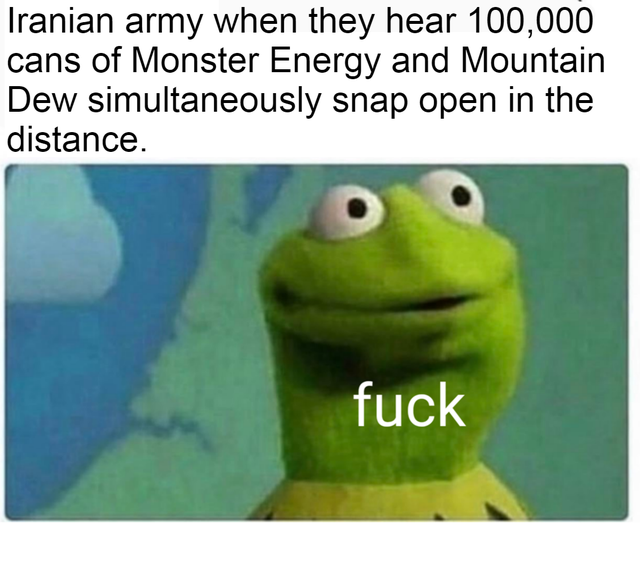 Iranian army when they hear 100,000
cans of Monster Energy and Mountain
Dew simultaneously snap open in the
distance.
fuck